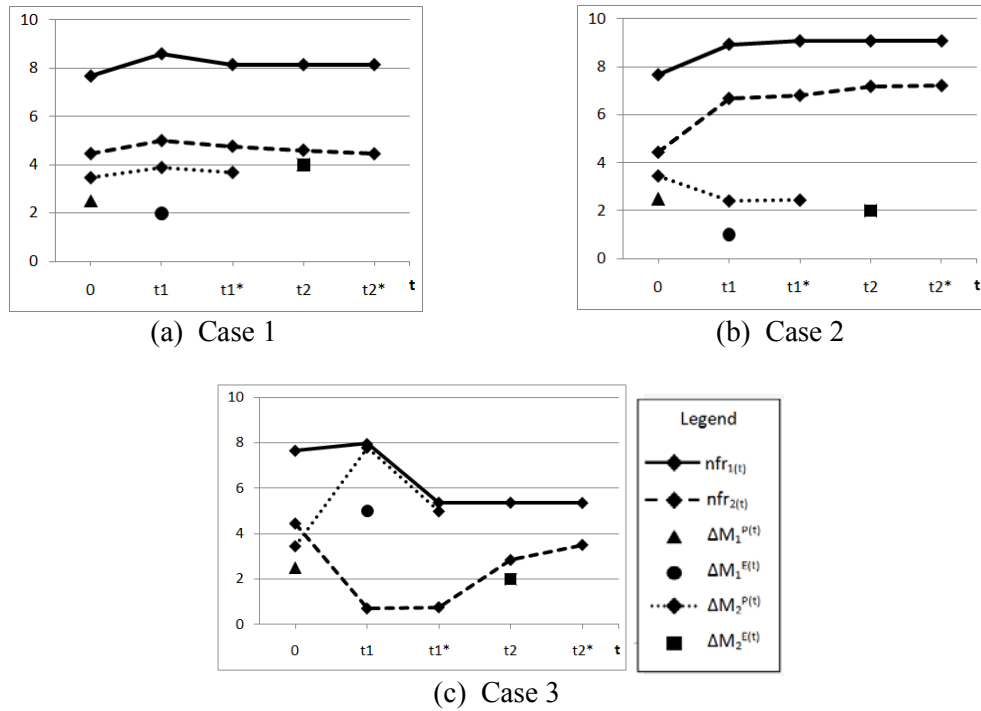 10
8
6
4
2
0
0 t1 t1* t2 t2* t
(a) Case 1
10
8
6
4
2
0
0 t1 t1* t2 t2* t
(b) Case 2
10
8
6
4
2
0
0 t1 t1* t2 t2* t
(c) Case 3
Legend
nfr₁₍ₜ₎
nfr₂₍ₜ₎
ΔM₁ᴾ⁽ᵗ⁾
ΔM₁ᴱ⁽ᵗ⁾
ΔM₂ᴾ⁽ᵗ⁾
ΔM₂ᴱ⁽ᵗ⁾